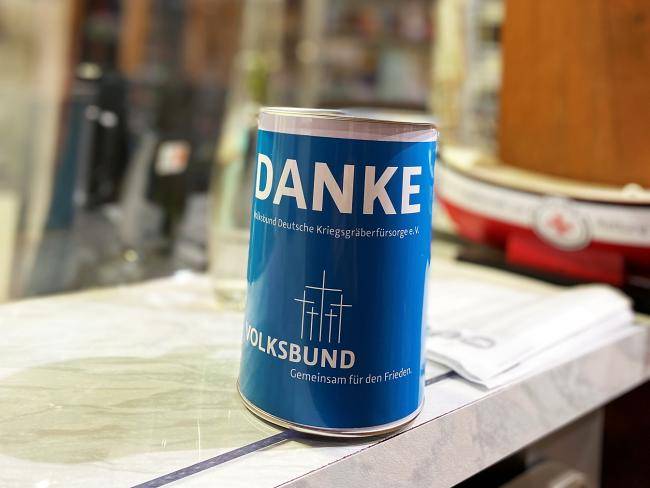 DANKE
Volksbund Deutsche Kriegsgräberfürsorge e.V.
VOLKSBUND
Gemeinsam für den Frieden.